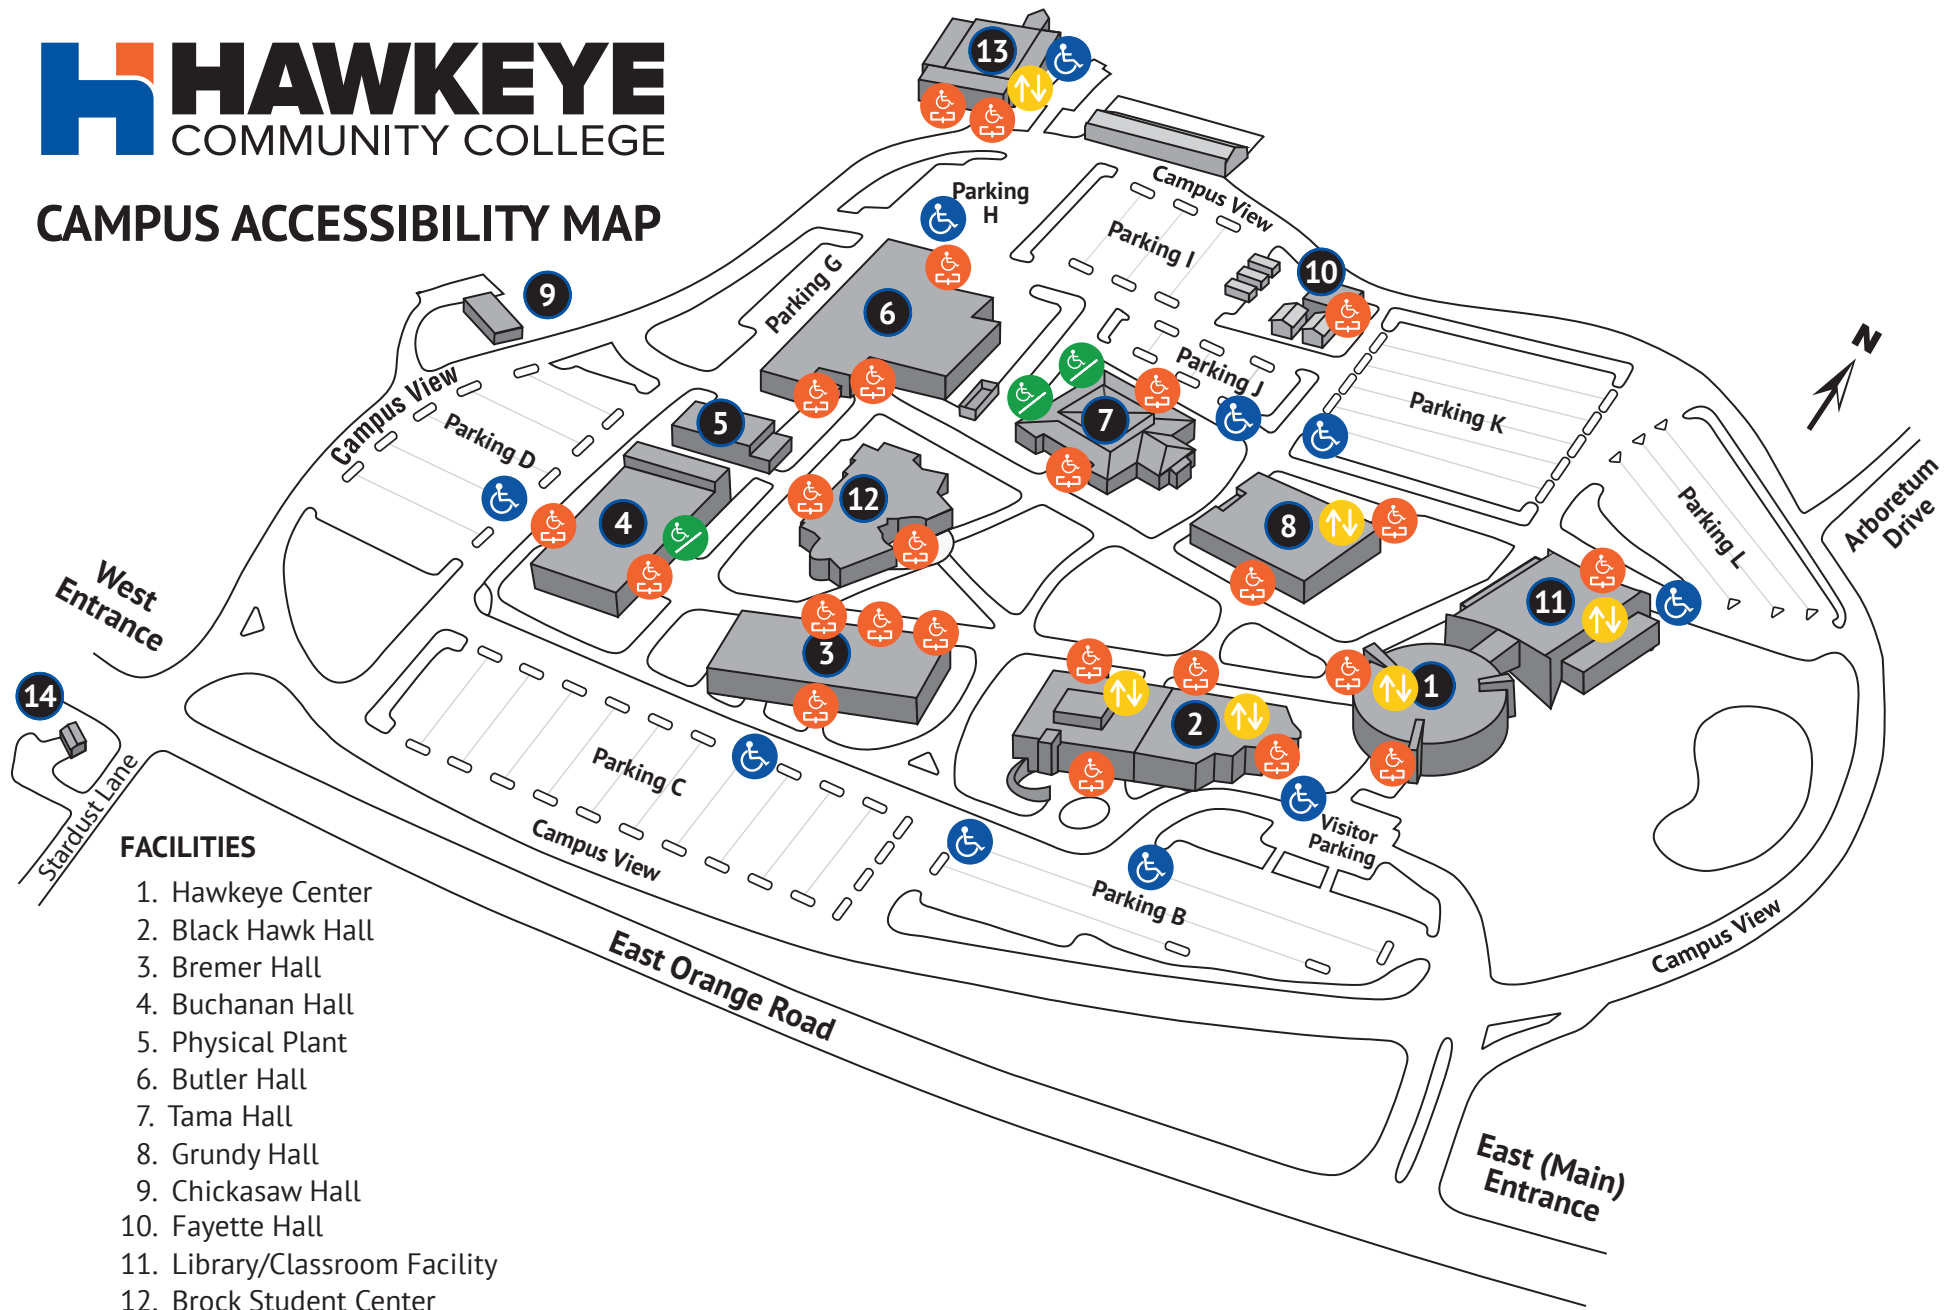 HAWKEYE
COMMUNITY COLLEGE
CAMPUS ACCESSIBILITY MAP
13
Parking
H
Campus View
Parking I
10
9
Parking G
6
N
Campus View
Parking D
5
7
Parking J
Parking K
Parking L
Arboretum
Drive
4
12
8
11
West
Entrance
3
14
2
1
Stardust Lane
Parking C
Campus View
Visitor
Parking
Parking B
Campus View
East Orange Road
East (Main)
Entrance
FACILITIES
1. Hawkeye Center
2. Black Hawk Hall
3. Bremer Hall
4. Buchanan Hall
5. Physical Plant
6. Butler Hall
7. Tama Hall
8. Grundy Hall
9. Chickasaw Hall
10. Fayette Hall
11. Library/Classroom Facility
12. Brock Student Center